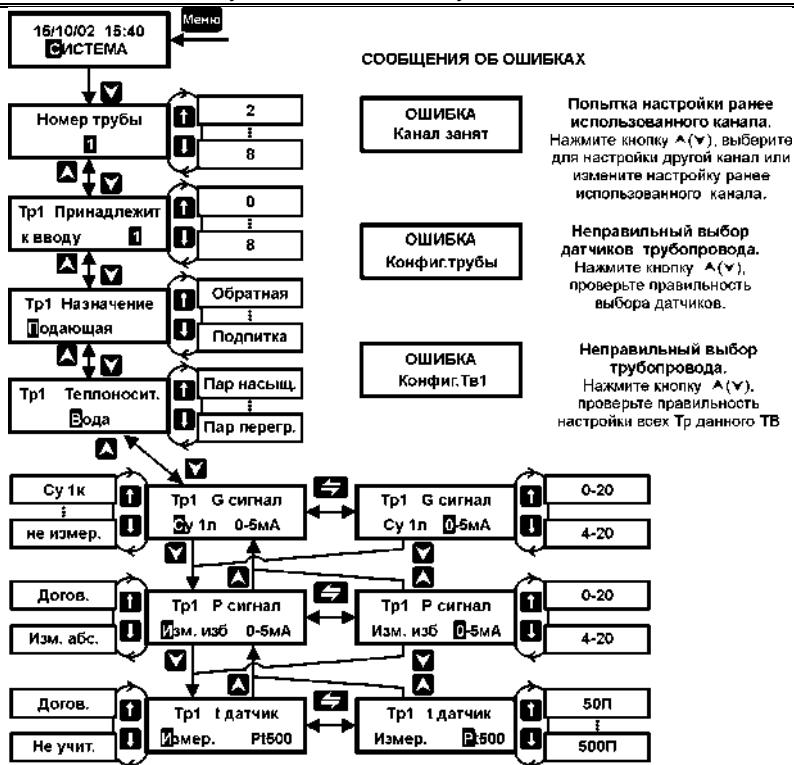 Меню
15/10/02 15:40
СИСТЕМА
СООБЩЕНИЯ ОБ ОШИБКАХ
Номер трубы
1
2
8
ОШИБКА
Канал занят
Попытка настройки ранее
использованного канала.
Нажмите кнопку ^(v), выберите
для настройки другой канал или
измените настройку ранее
использованного канала.
Тр1 Принадлежит
к вводу 1
0
8
ОШИБКА
Конфиг.трубы
Неправильный выбор
датчиков трубопровода.
Нажмите кнопку ^(v),
проверьте правильность
выбора датчиков.
Тр1 Назначение
Подающая
Обратная
Подпитка
ОШИБКА
Конфиг.Тв1
Неправильный выбор
трубопровода.
Нажмите кнопку ^(v).
проверьте правильность
настройки всех Тр данного ТВ
Тр1 Теплоносит.
Вода
Пар насыщ.
Пар перегр.
Су 1к
не измер.
Тр1 G сигнал
Су 1л 0-5мА
Тр1 G сигнал
Су 1л 0-5мА
0-20
4-20
Догов.
Изм. абс.
Тр1 Р сигнал
Изм. изб 0-5мА
Тр1 Р сигнал
Изм. изб 0-5мА
0-20
4-20
Догов.
Не учит.
Тр1 t датчик
Измер. Pt500
Тр1 t датчик
Измер. Pt500
50П
500П